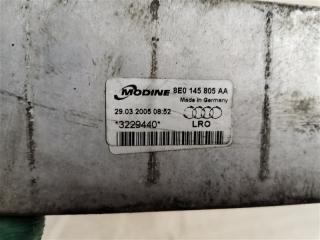 MODINE 8E0 145 805 AA
Made in Germany
29.03 2005 08:52
*3229440* LRO